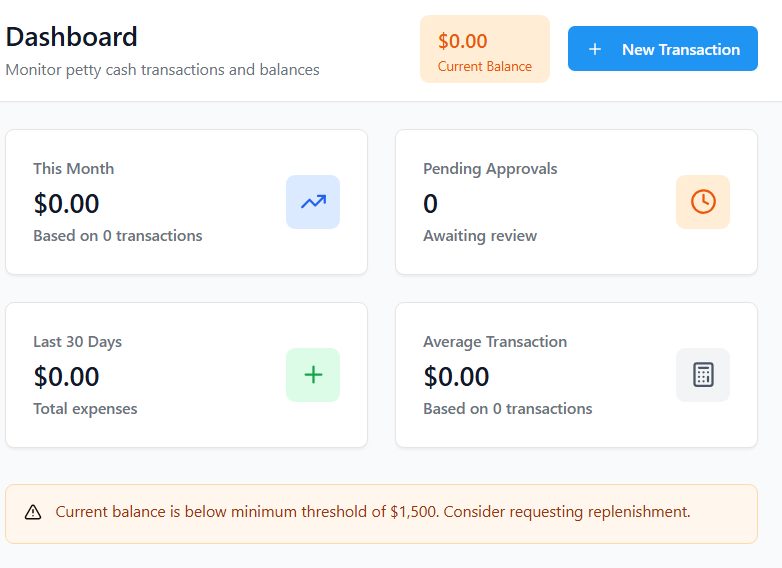 Dashboard
Monitor petty cash transactions and balances
$0.00
Current Balance
+ New Transaction
This Month
$0.00
Based on 0 transactions
Pending Approvals
0
Awaiting review
Last 30 Days
$0.00
Total expenses
Average Transaction
$0.00
Based on 0 transactions
Current balance is below minimum threshold of $1,500. Consider requesting replenishment.